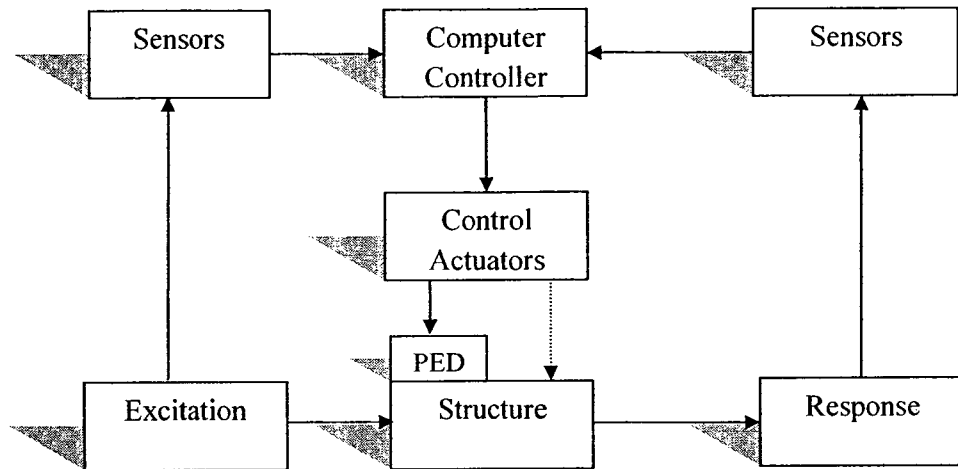 Sensors
Computer
Controller
Sensors
Control
Actuators
PED
Excitation
Structure
Response